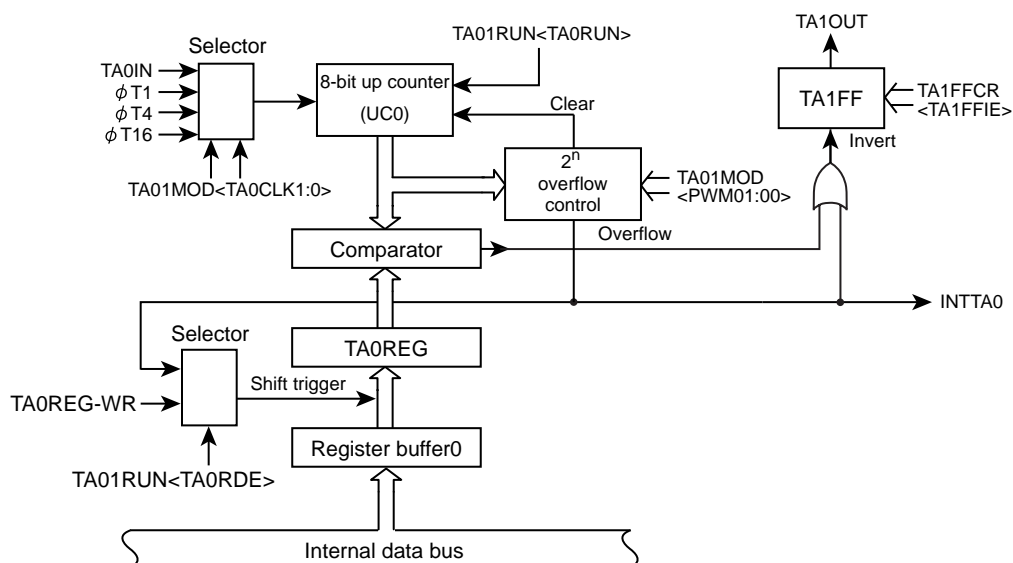 TA1OUT
TA01RUN<TA0RUN>
Selector
TA0IN
ϕT1
ϕT4
ϕT16
8-bit up counter
(UC0)
TA1FF
TA1FFCR
<TA1FFIE>
Clear
Invert
TA01MOD<TA0CLK1:0>
2ⁿ
overflow
control
TA01MOD
<PWM01:00>
Comparator
Overflow
INTTA0
Selector
TA0REG
Shift trigger
TA0REG-WR
Register buffer0
TA01RUN<TA0RDE>
Internal data bus